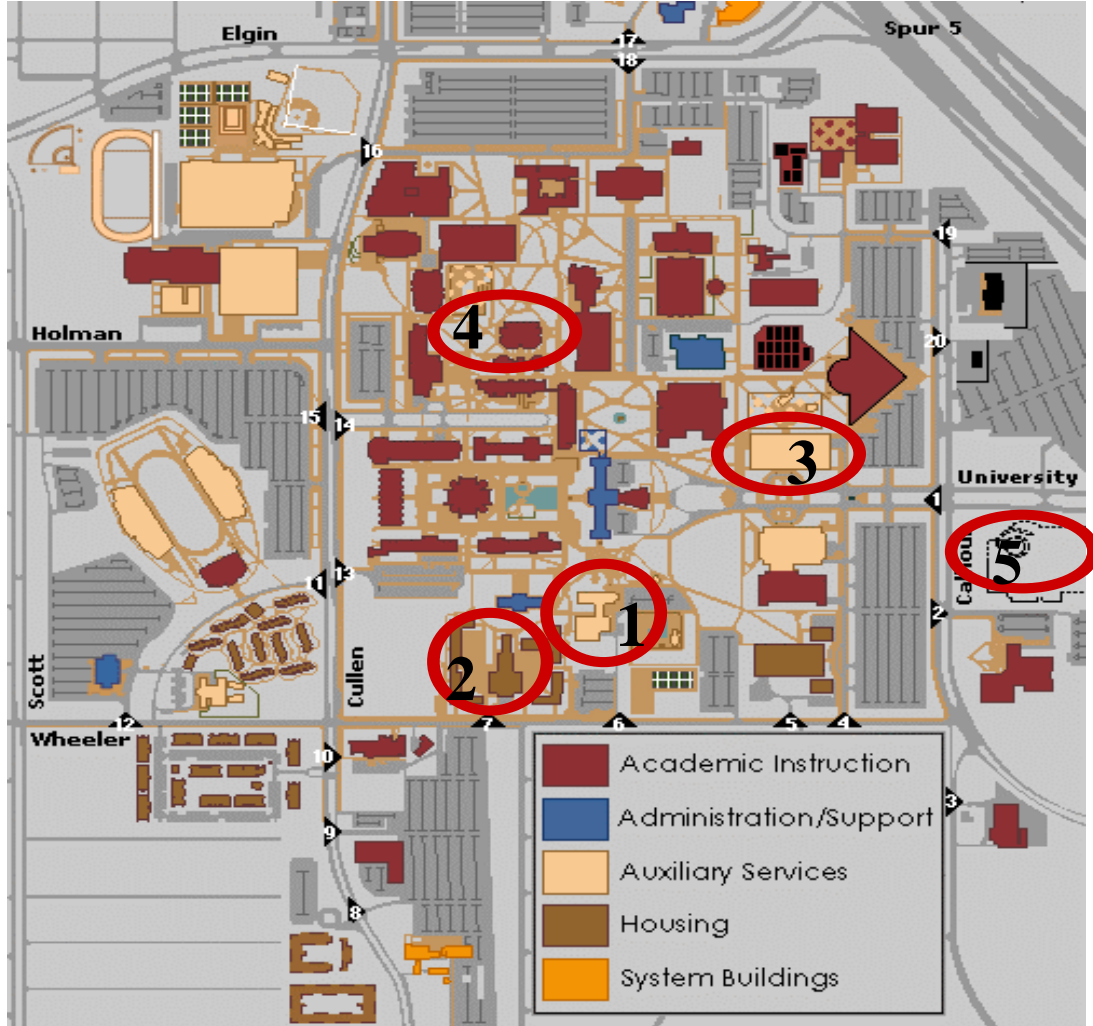 Elgin
17
Spur 5
18
16
19
4
Holman
20
15
14
3
University
1
Calhou
5
13
11
1
2
2
Scott
Cullen
12
7
6
5
4
Wheeler
10
Academic Instruction
3
Administration/Support
9
Auxiliary Services
8
Housing
System Buildings